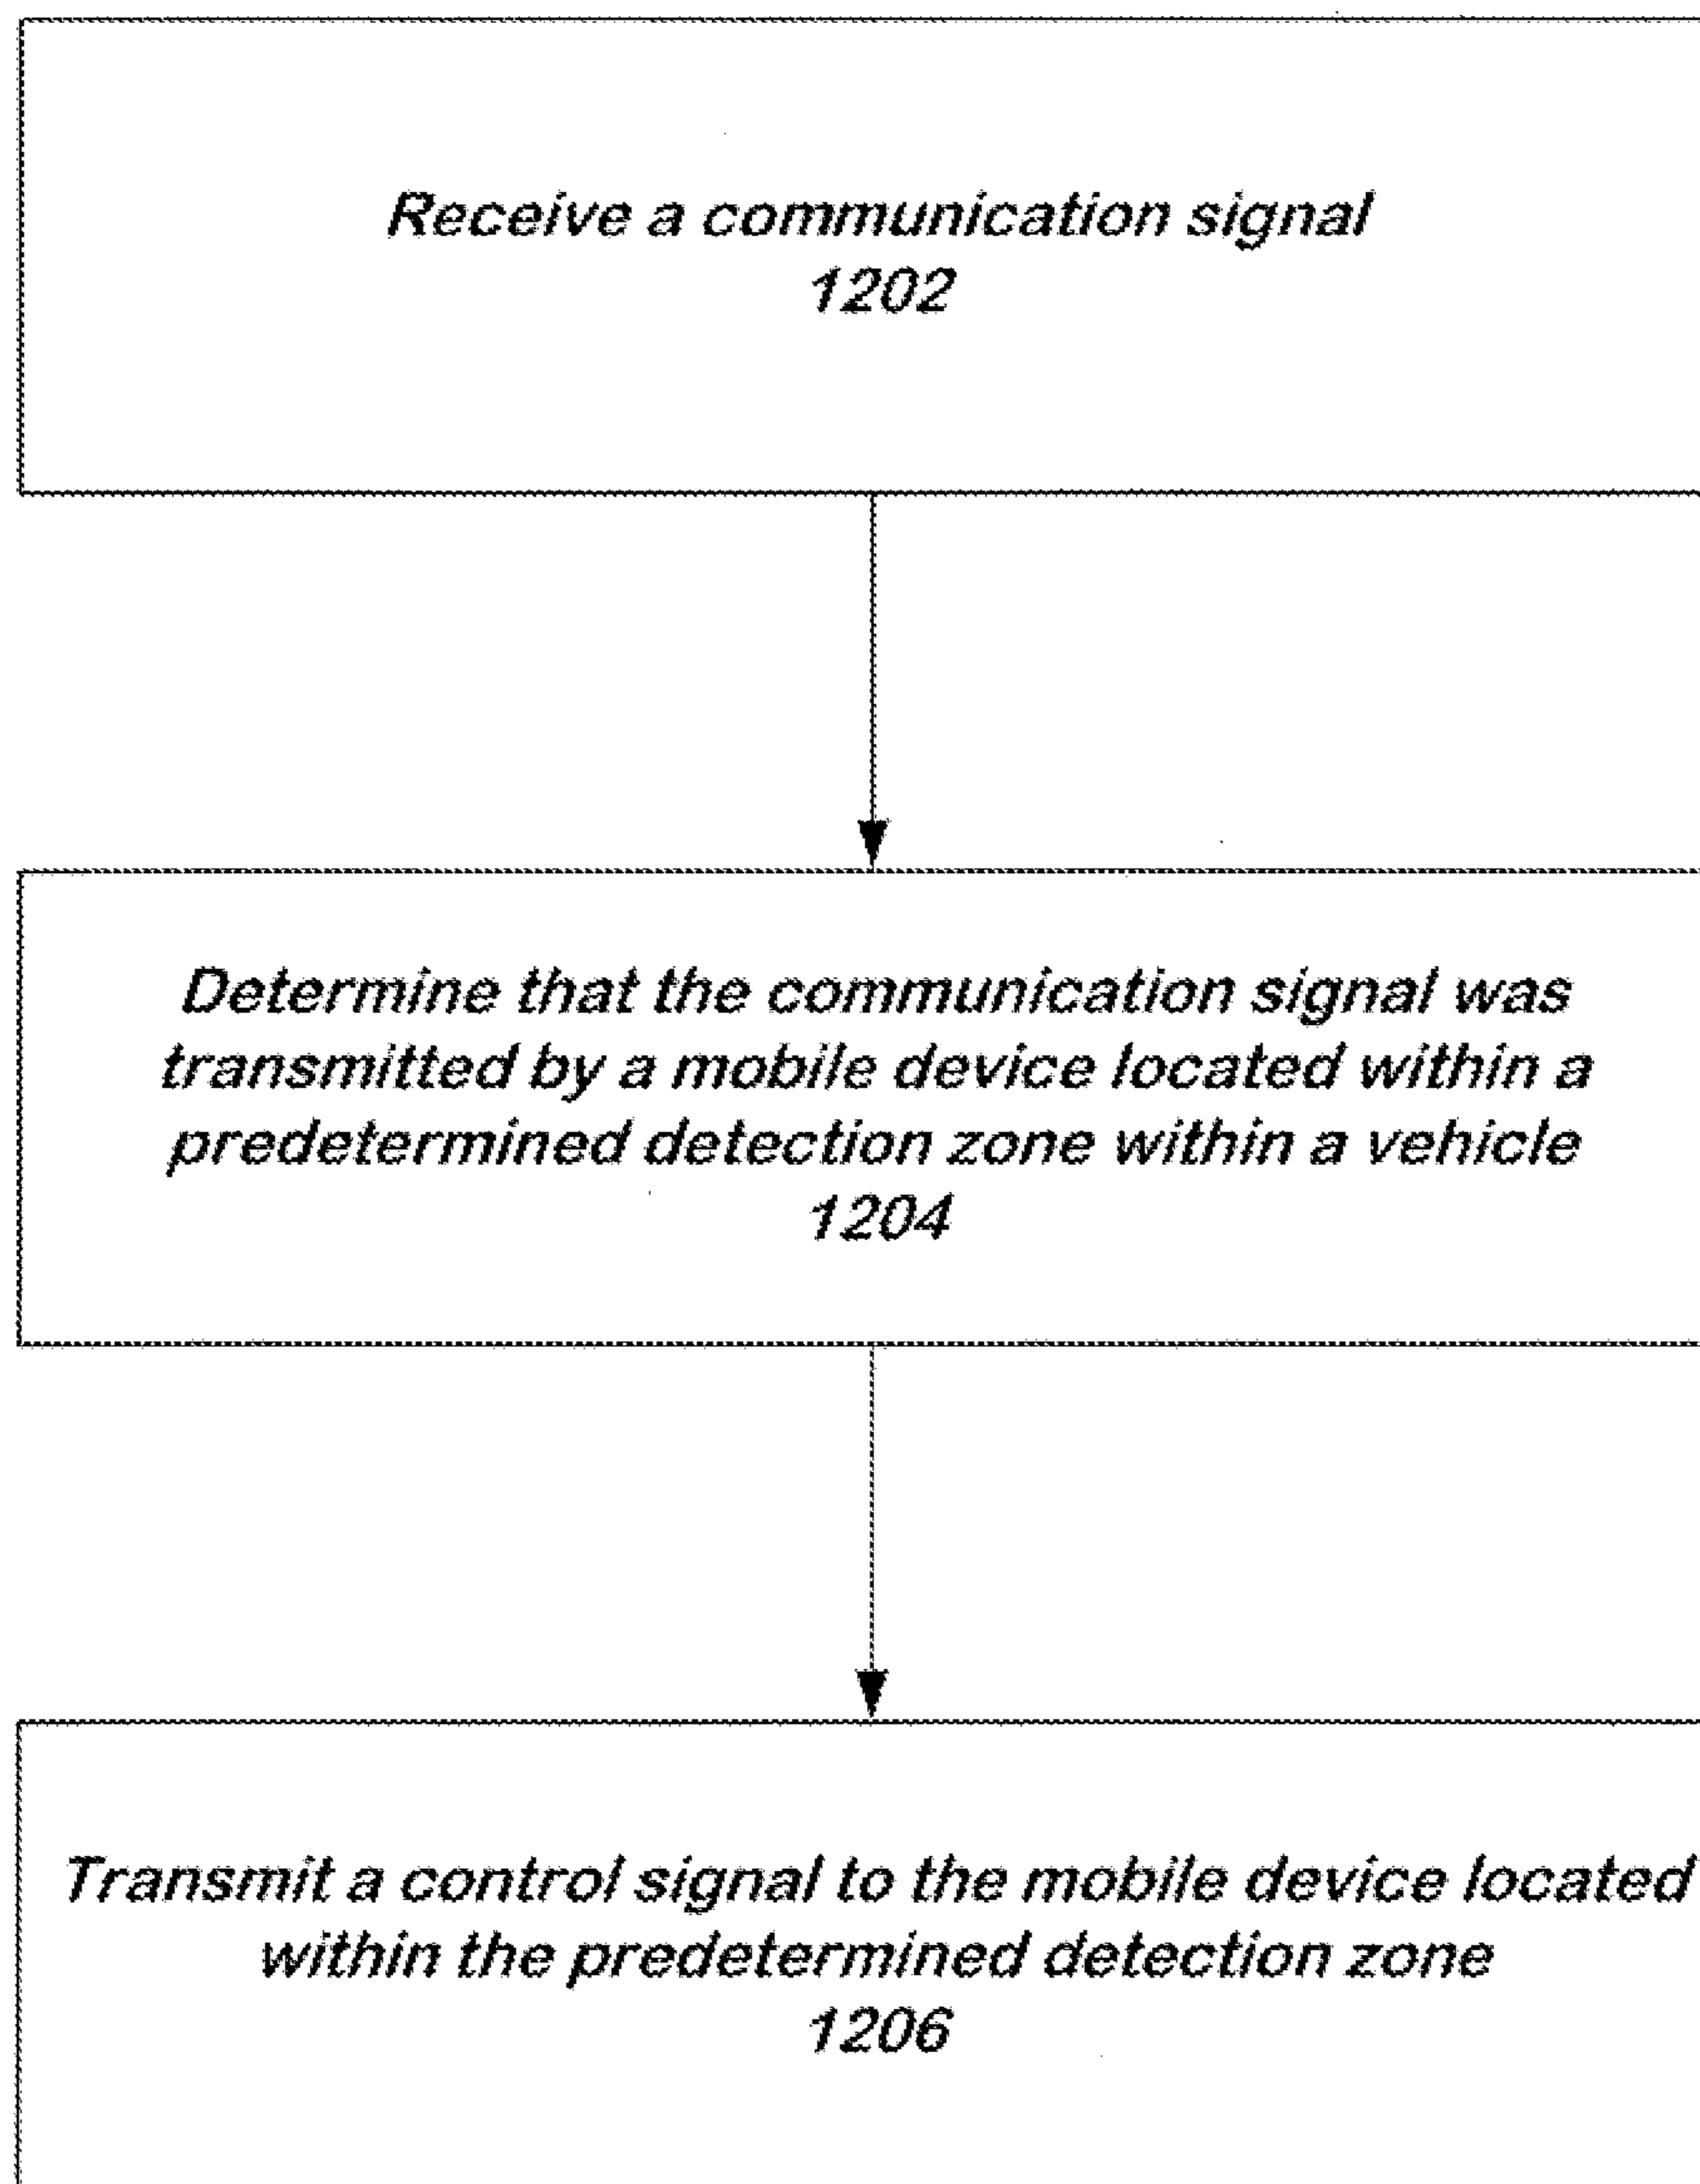 Receive a communication signal
1202
Determine that the communication signal was
transmitted by a mobile device located within a
predetermined detection zone within a vehicle
1204
Transmit a control signal to the mobile device located
within the predetermined detection zone
1206